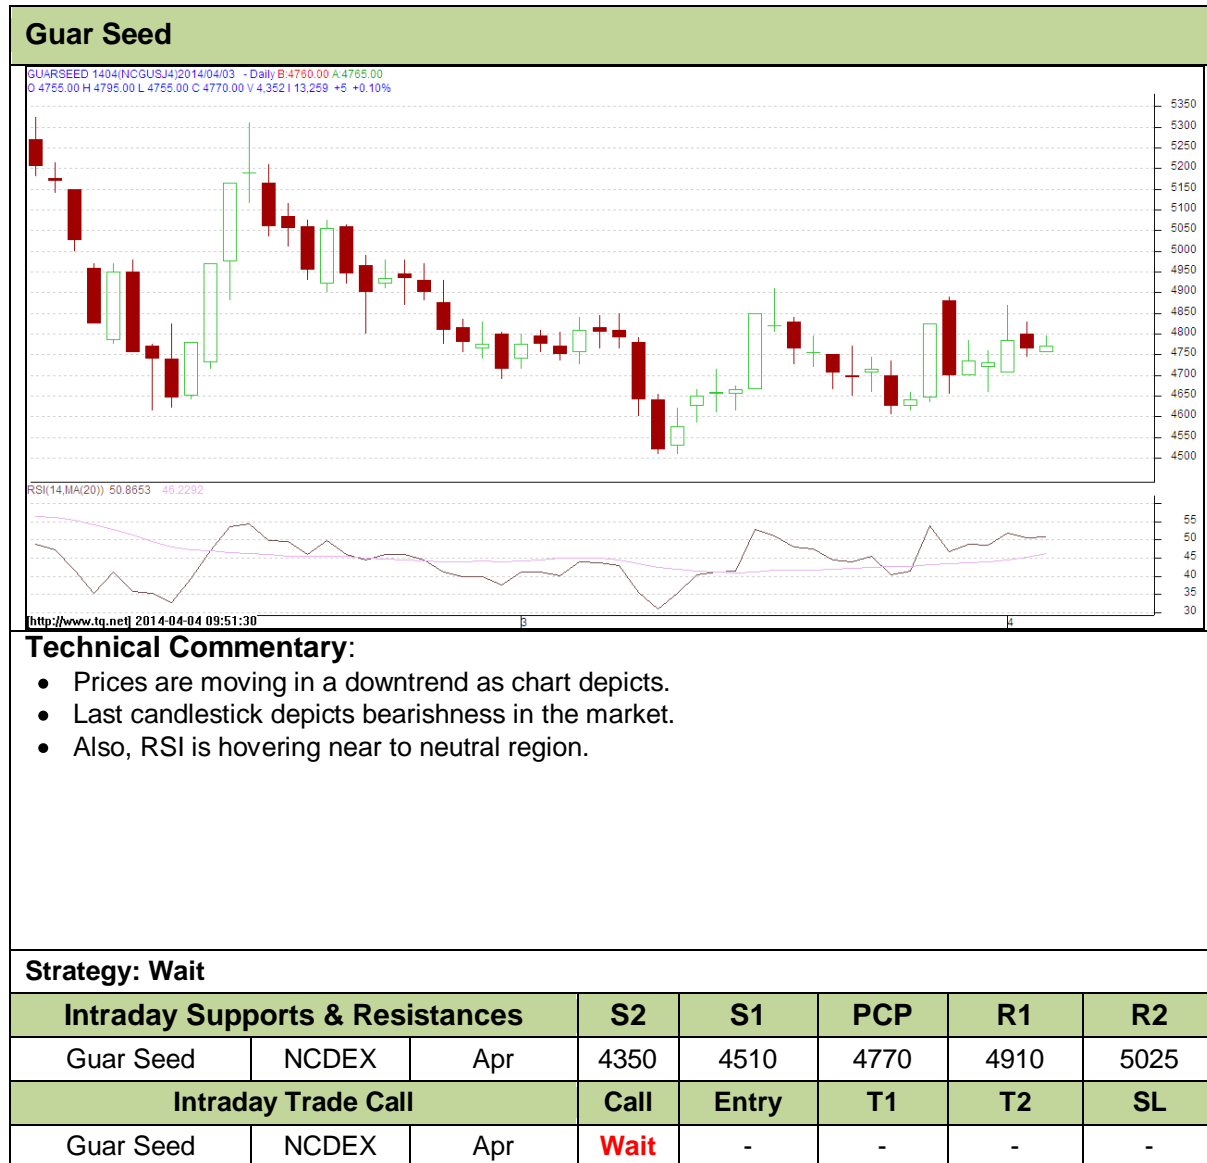 Guar Seed
GUARSEED 1404(NCGUSJ4)2014/04/03 - Daily B:4760.00 A:4765.00
O 4755.00 H 4795.00 L 4755.00 C 4770.00 V 4,352 I 13,259 +5 +0.10%
5350
5300
5250
5200
5150
5100
5050
5000
4950
4900
4850
4800
4750
4700
4650
4600
4550
4500
RSI(14,MA(20)) 50.8653 46.2292
55
50
45
40
35
30
[http://www.tq.net] 2014-04-04 09:51:30
3 4
Technical Commentary:
• Prices are moving in a downtrend as chart depicts.
• Last candlestick depicts bearishness in the market.
• Also, RSI is hovering near to neutral region.
Strategy: Wait
Intraday Supports & Resistances S2 S1 PCP R1 R2
Guar Seed NCDEX Apr 4350 4510 4770 4910 5025
Intraday Trade Call Call Entry T1 T2 SL
Guar Seed NCDEX Apr Wait - - - -